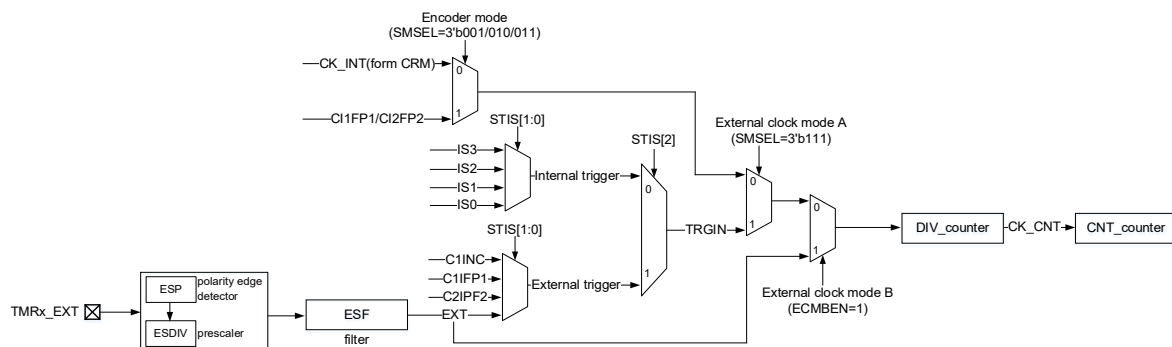 Encoder mode
(SMSEL=3'b001/010/011)
CK_INT(form CRM)
0
1
CI1FP1/CI2FP2
STIS[1:0]
IS3
IS2
IS1
IS0
Internal trigger
STIS[2]
0
1
External clock mode A
(SMSEL=3'b111)
0
1
TRGIN
0
1
DIV_counter
CK_CNT
CNT_counter
STIS[1:0]
C1INC
C1IFP1
C2IPF2
EXT
External trigger
External clock mode B
(ECMBEN=1)
TMRx_EXT
ESP
polarity edge
detector
ESDIV
prescaler
ESF
filter